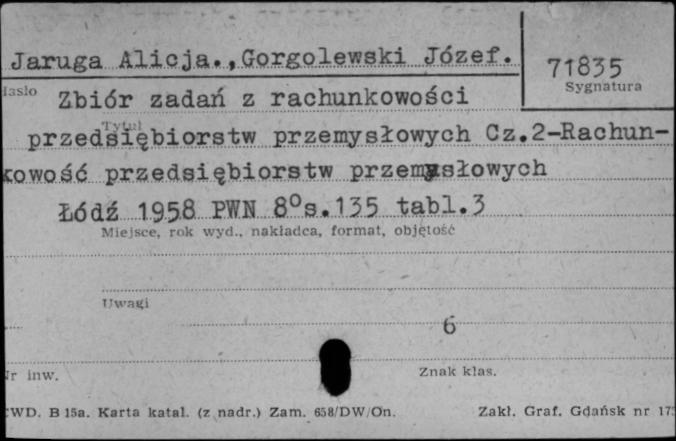 Jaruga Alicja.,Gorgolewski Józef.
71835
Sygnatura
Hasło
Zbiór zadań z rachunkowości
Tytuł
przedsiębiorstw przemysłowych Cz.2-Rachun-
kowość przedsiębiorstw przemysłowych
Łódź 1958 PWN 8°s.135 tabl.3
Miejsce, rok wyd., nakładca, format, objętość
Uwagi
6
Nr inw.
Znak klas.
CWD. B 15a. Karta katal. (z nadr.) Zam. 658/DW/On.
Zakł. Graf. Gdańsk nr 173